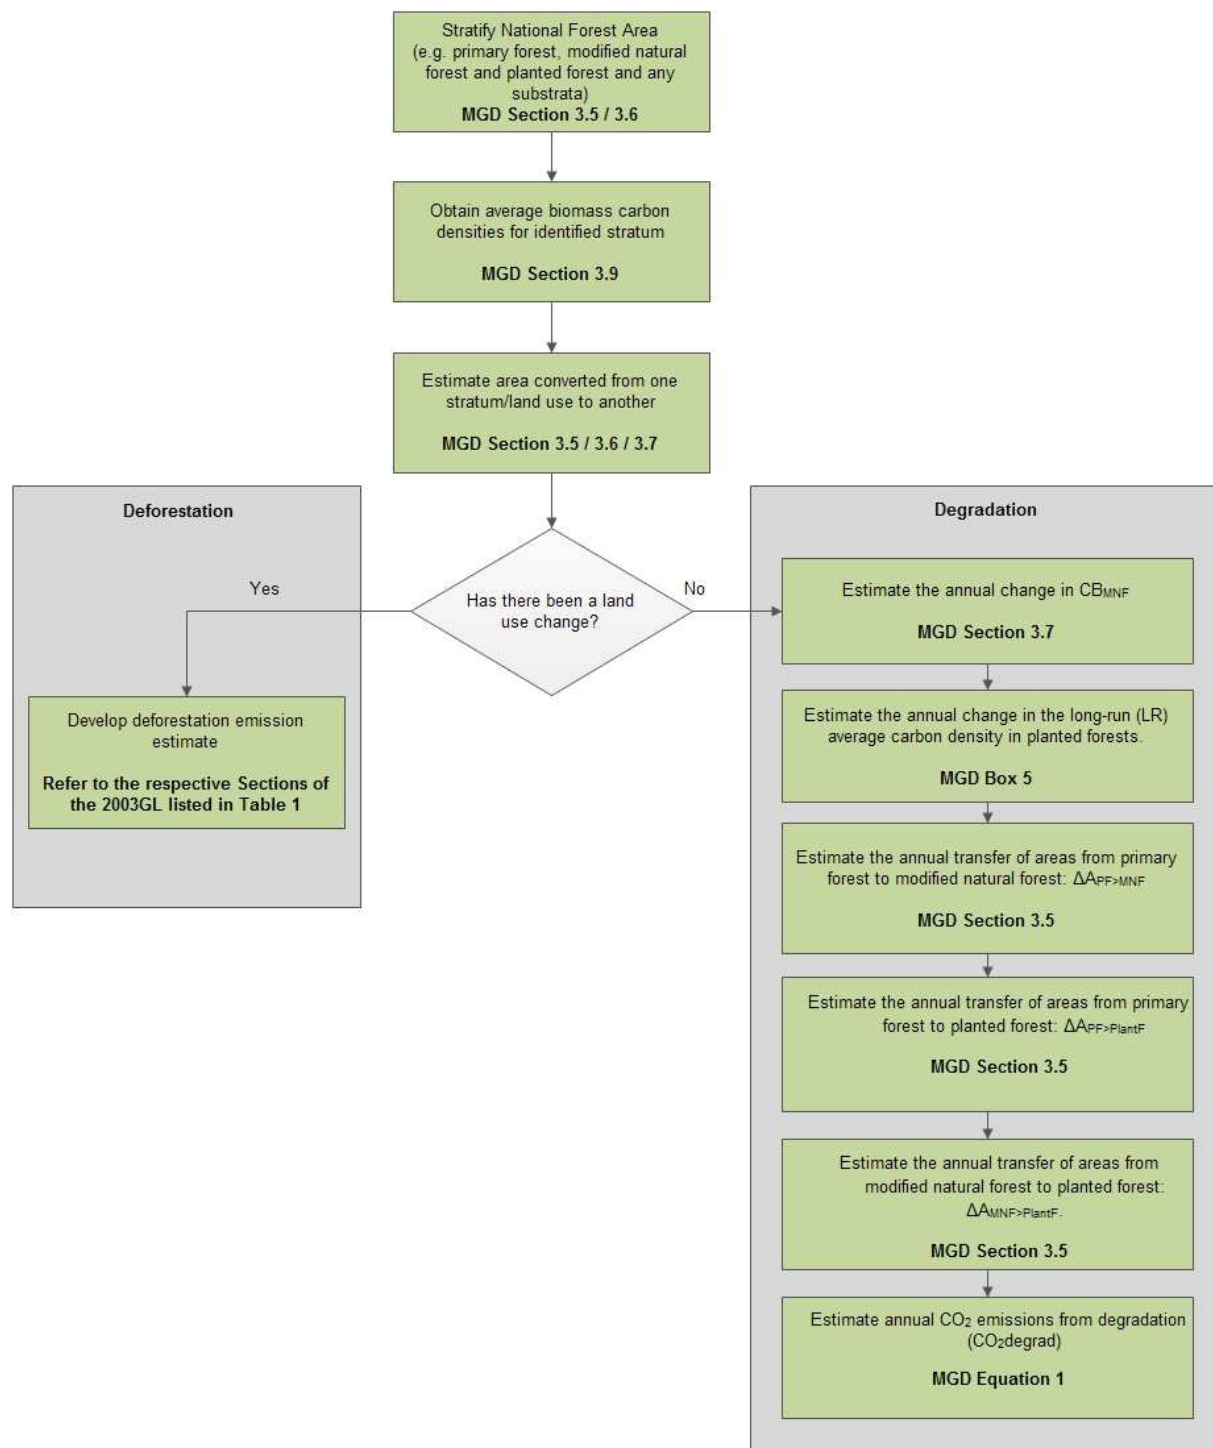 Stratify National Forest Area
(e.g. primary forest, modified natural
forest and planted forest and any
substrata)
MGD Section 3.5 / 3.6
Obtain average biomass carbon
densities for identified stratum
MGD Section 3.9
Estimate area converted from one
stratum/land use to another
MGD Section 3.5 / 3.6 / 3.7
Has there been a land
use change?
Yes
No
Deforestation
Develop deforestation emission
estimate
Refer to the respective Sections of
the 2003GL listed in Table 1
Degradation
Estimate the annual change in CBMNF
MGD Section 3.7
Estimate the annual change in the long-run (LR)
average carbon density in planted forests.
MGD Box 5
Estimate the annual transfer of areas from primary
forest to modified natural forest: ΔAPF>MNF
MGD Section 3.5
Estimate the annual transfer of areas from primary
forest to planted forest: ΔAPF>PlantF
MGD Section 3.5
Estimate the annual transfer of areas from
modified natural forest to planted forest:
ΔAMNF>PlantF.
MGD Section 3.5
Estimate annual CO₂ emissions from degradation
(CO₂degrad)
MGD Equation 1